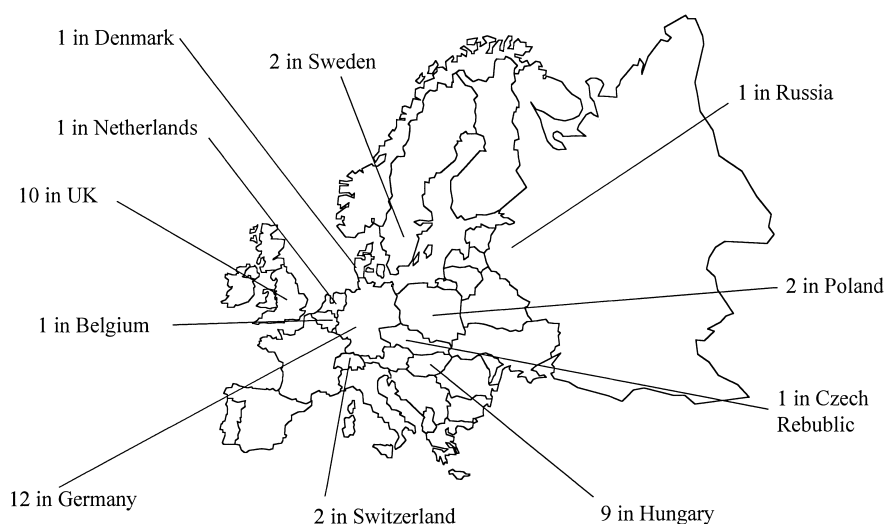 1 in Denmark
2 in Sweden
1 in Russia
1 in Netherlands
10 in UK
2 in Poland
1 in Belgium
1 in Czech
Rebublic
12 in Germany
2 in Switzerland
9 in Hungary